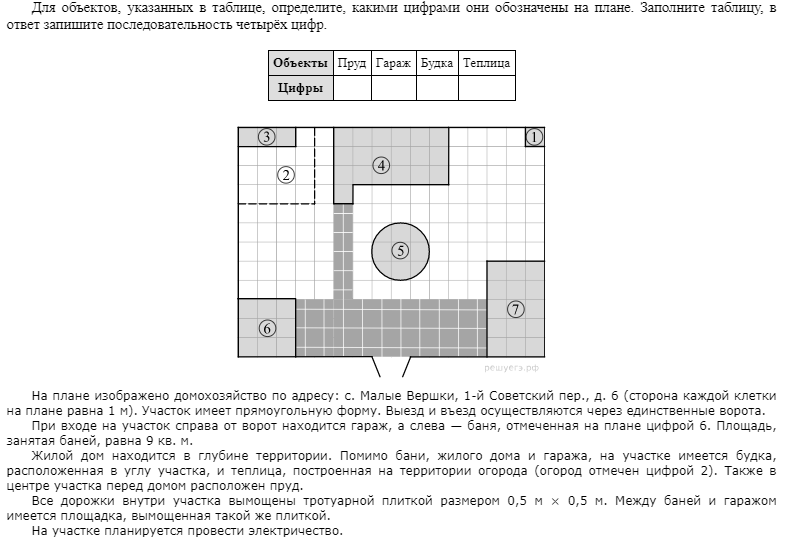 Для объектов, указанных в таблице, определите, какими цифрами они обозначены на плане. Заполните таблицу, в
ответ запишите последовательность четырёх цифр.
Объекты Пруд Гараж Будка Теплица
Цифры
3
1
4
2
5
7
6
решуегэ.рф
На плане изображено домохозяйство по адресу: с. Малые Вершки, 1-й Советский пер., д. 6 (сторона каждой клетки
на плане равна 1 м). Участок имеет прямоугольную форму. Выезд и въезд осуществляются через единственные ворота.
При входе на участок справа от ворот находится гараж, а слева — баня, отмеченная на плане цифрой 6. Площадь,
занятая баней, равна 9 кв. м.
Жилой дом находится в глубине территории. Помимо бани, жилого дома и гаража, на участке имеется будка,
расположенная в углу участка, и теплица, построенная на территории огорода (огород отмечен цифрой 2). Также в
центре участка перед домом расположен пруд.
Все дорожки внутри участка вымощены тротуарной плиткой размером 0,5 м × 0,5 м. Между баней и гаражом
имеется площадка, вымощенная такой же плиткой.
На участке планируется провести электричество.